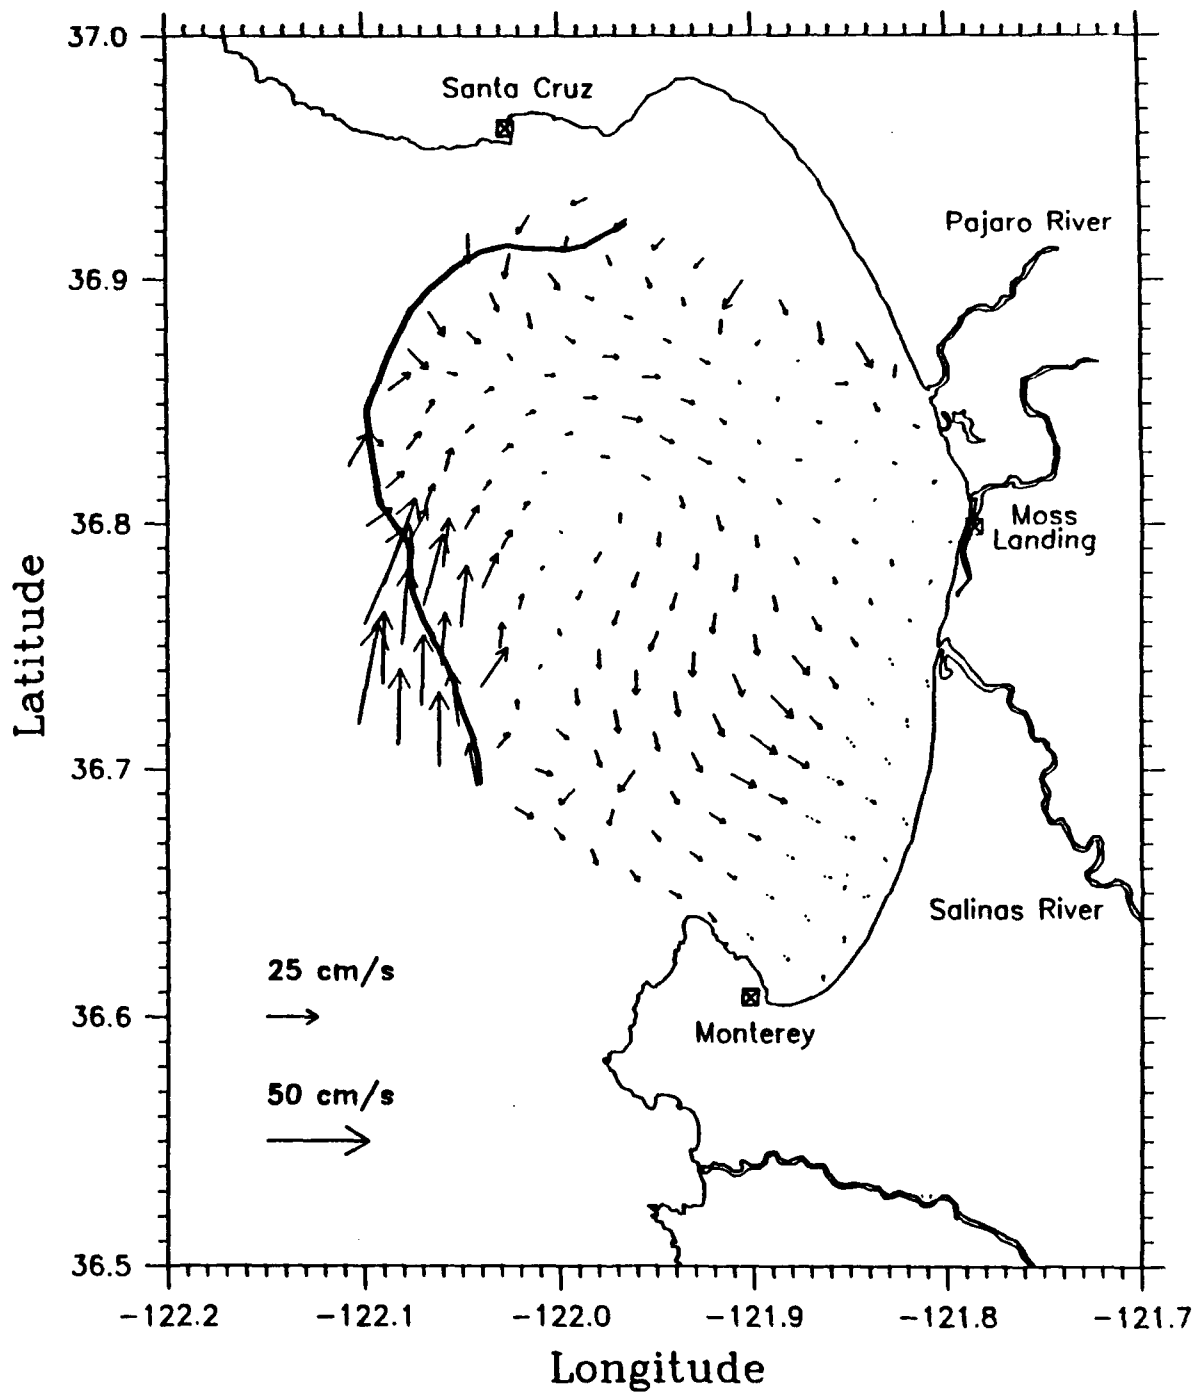 37.0
Santa Cruz
Pajaro River
36.9
36.8
Moss
Landing
Latitude
36.7
Salinas River
25 cm/s
36.6
Monterey
50 cm/s
36.5
-122.2
-122.1
-122.0
-121.9
-121.8
-121.7
Longitude